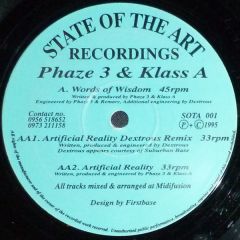 STATE OF THE ART
RECORDINGS
Phaze 3 & Klass A
Contact no.
0956 518652
0973 211158
SOTA 001
P + © 1995
A. Words of Wisdom 45rpm
Written & produced by Phaze 3 & Klass A
Engineered by Phaze 3 & Remarc, Additional engineering by Dextrous
AA1. Artificial Reality Dextrous Remix 33rpm
Written, produced & engineered by Dextrous
Dextrous appears courtesy of Suburban Base
AA2. Artificial Reality 33rpm
Written, produced & engineered by Phaze 3
All tracks mixed & arranged at Midifusion
Design by Firstbase